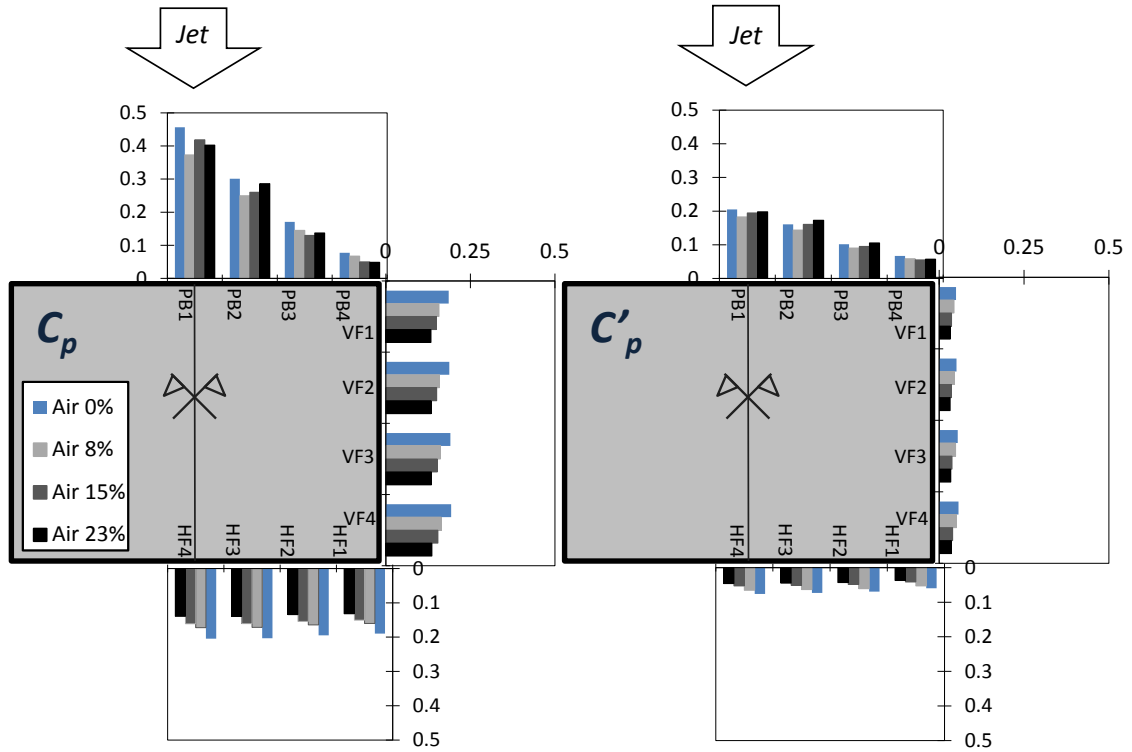 Jet
Jet
0.5
0.4
0.3
0.2
0.1
0
0
0.25
0.5
0.5
0.4
0.3
0.2
0.1
0
0
0.25
0.5
PB1
PB2
PB3
PB4
Cp
VF1
VF2
VF3
VF4
Air 0%
Air 8%
Air 15%
Air 23%
HF4
HF3
HF2
HF1
PB1
PB2
PB3
PB4
C’p
VF1
VF2
VF3
VF4
HF4
HF3
HF2
HF1
0
0.1
0.2
0.3
0.4
0.5
0
0.1
0.2
0.3
0.4
0.5